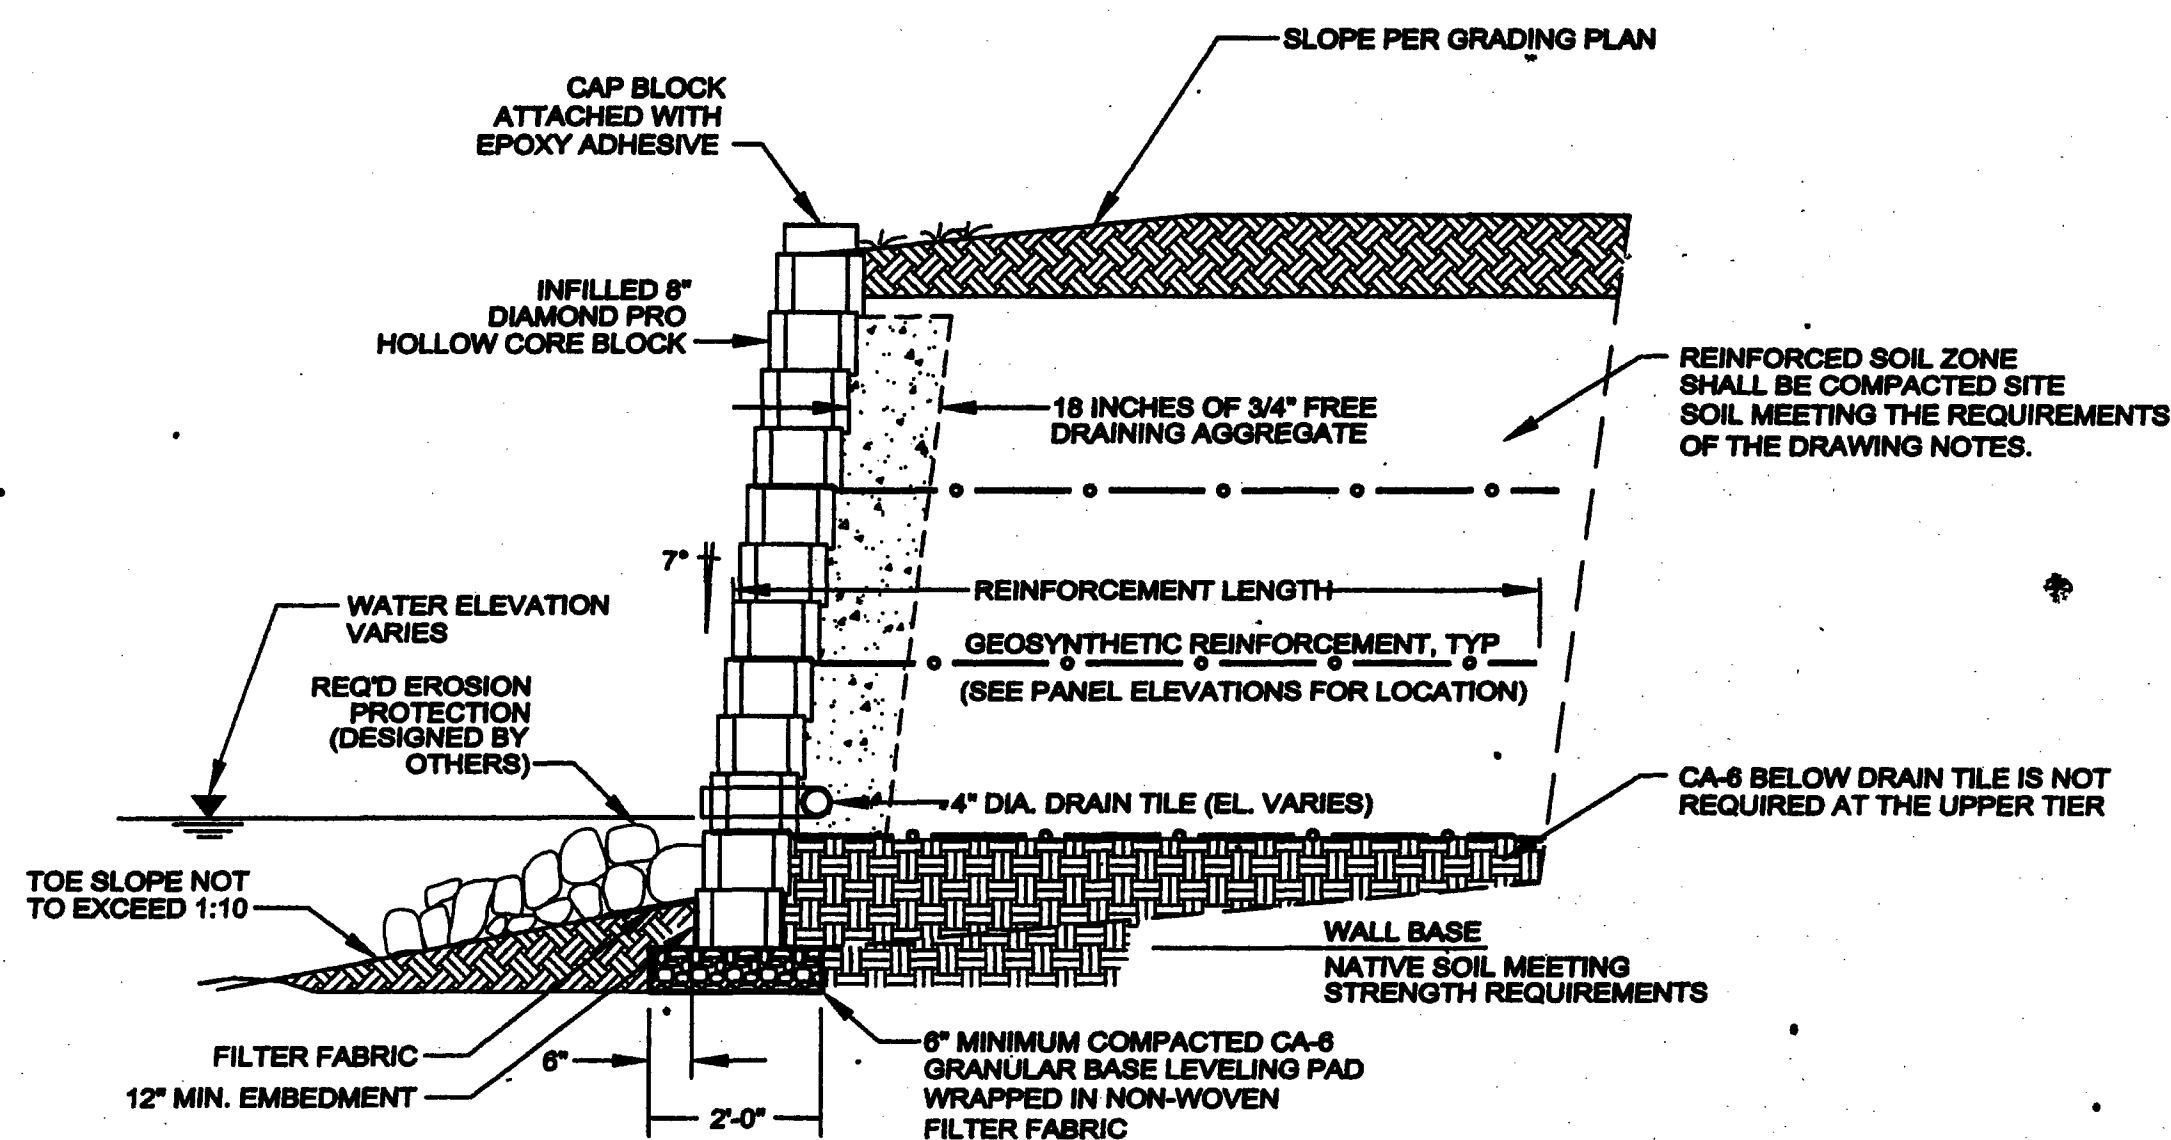 SLOPE PER GRADING PLAN
CAP BLOCK
ATTACHED WITH
EPOXY ADHESIVE
INFILLED 8"
DIAMOND PRO
HOLLOW CORE BLOCK
REINFORCED SOIL ZONE
SHALL BE COMPACTED SITE
SOIL MEETING THE REQUIREMENTS
OF THE DRAWING NOTES.
18 INCHES OF 3/4" FREE
DRAINING AGGREGATE
7°
REINFORCEMENT LENGTH
WATER ELEVATION
VARIES
GEOSYNTHETIC REINFORCEMENT, TYP
(SEE PANEL ELEVATIONS FOR LOCATION)
REQ'D EROSION
PROTECTION
(DESIGNED BY
OTHERS)
4" DIA. DRAIN TILE (EL. VARIES)
CA-6 BELOW DRAIN TILE IS NOT
REQUIRED AT THE UPPER TIER
TOE SLOPE NOT
TO EXCEED 1:10
WALL BASE
NATIVE SOIL MEETING
STRENGTH REQUIREMENTS
FILTER FABRIC
12" MIN. EMBEDMENT
6"
2'-0"
6" MINIMUM COMPACTED CA-6
GRANULAR BASE LEVELING PAD
WRAPPED IN NON-WOVEN
FILTER FABRIC